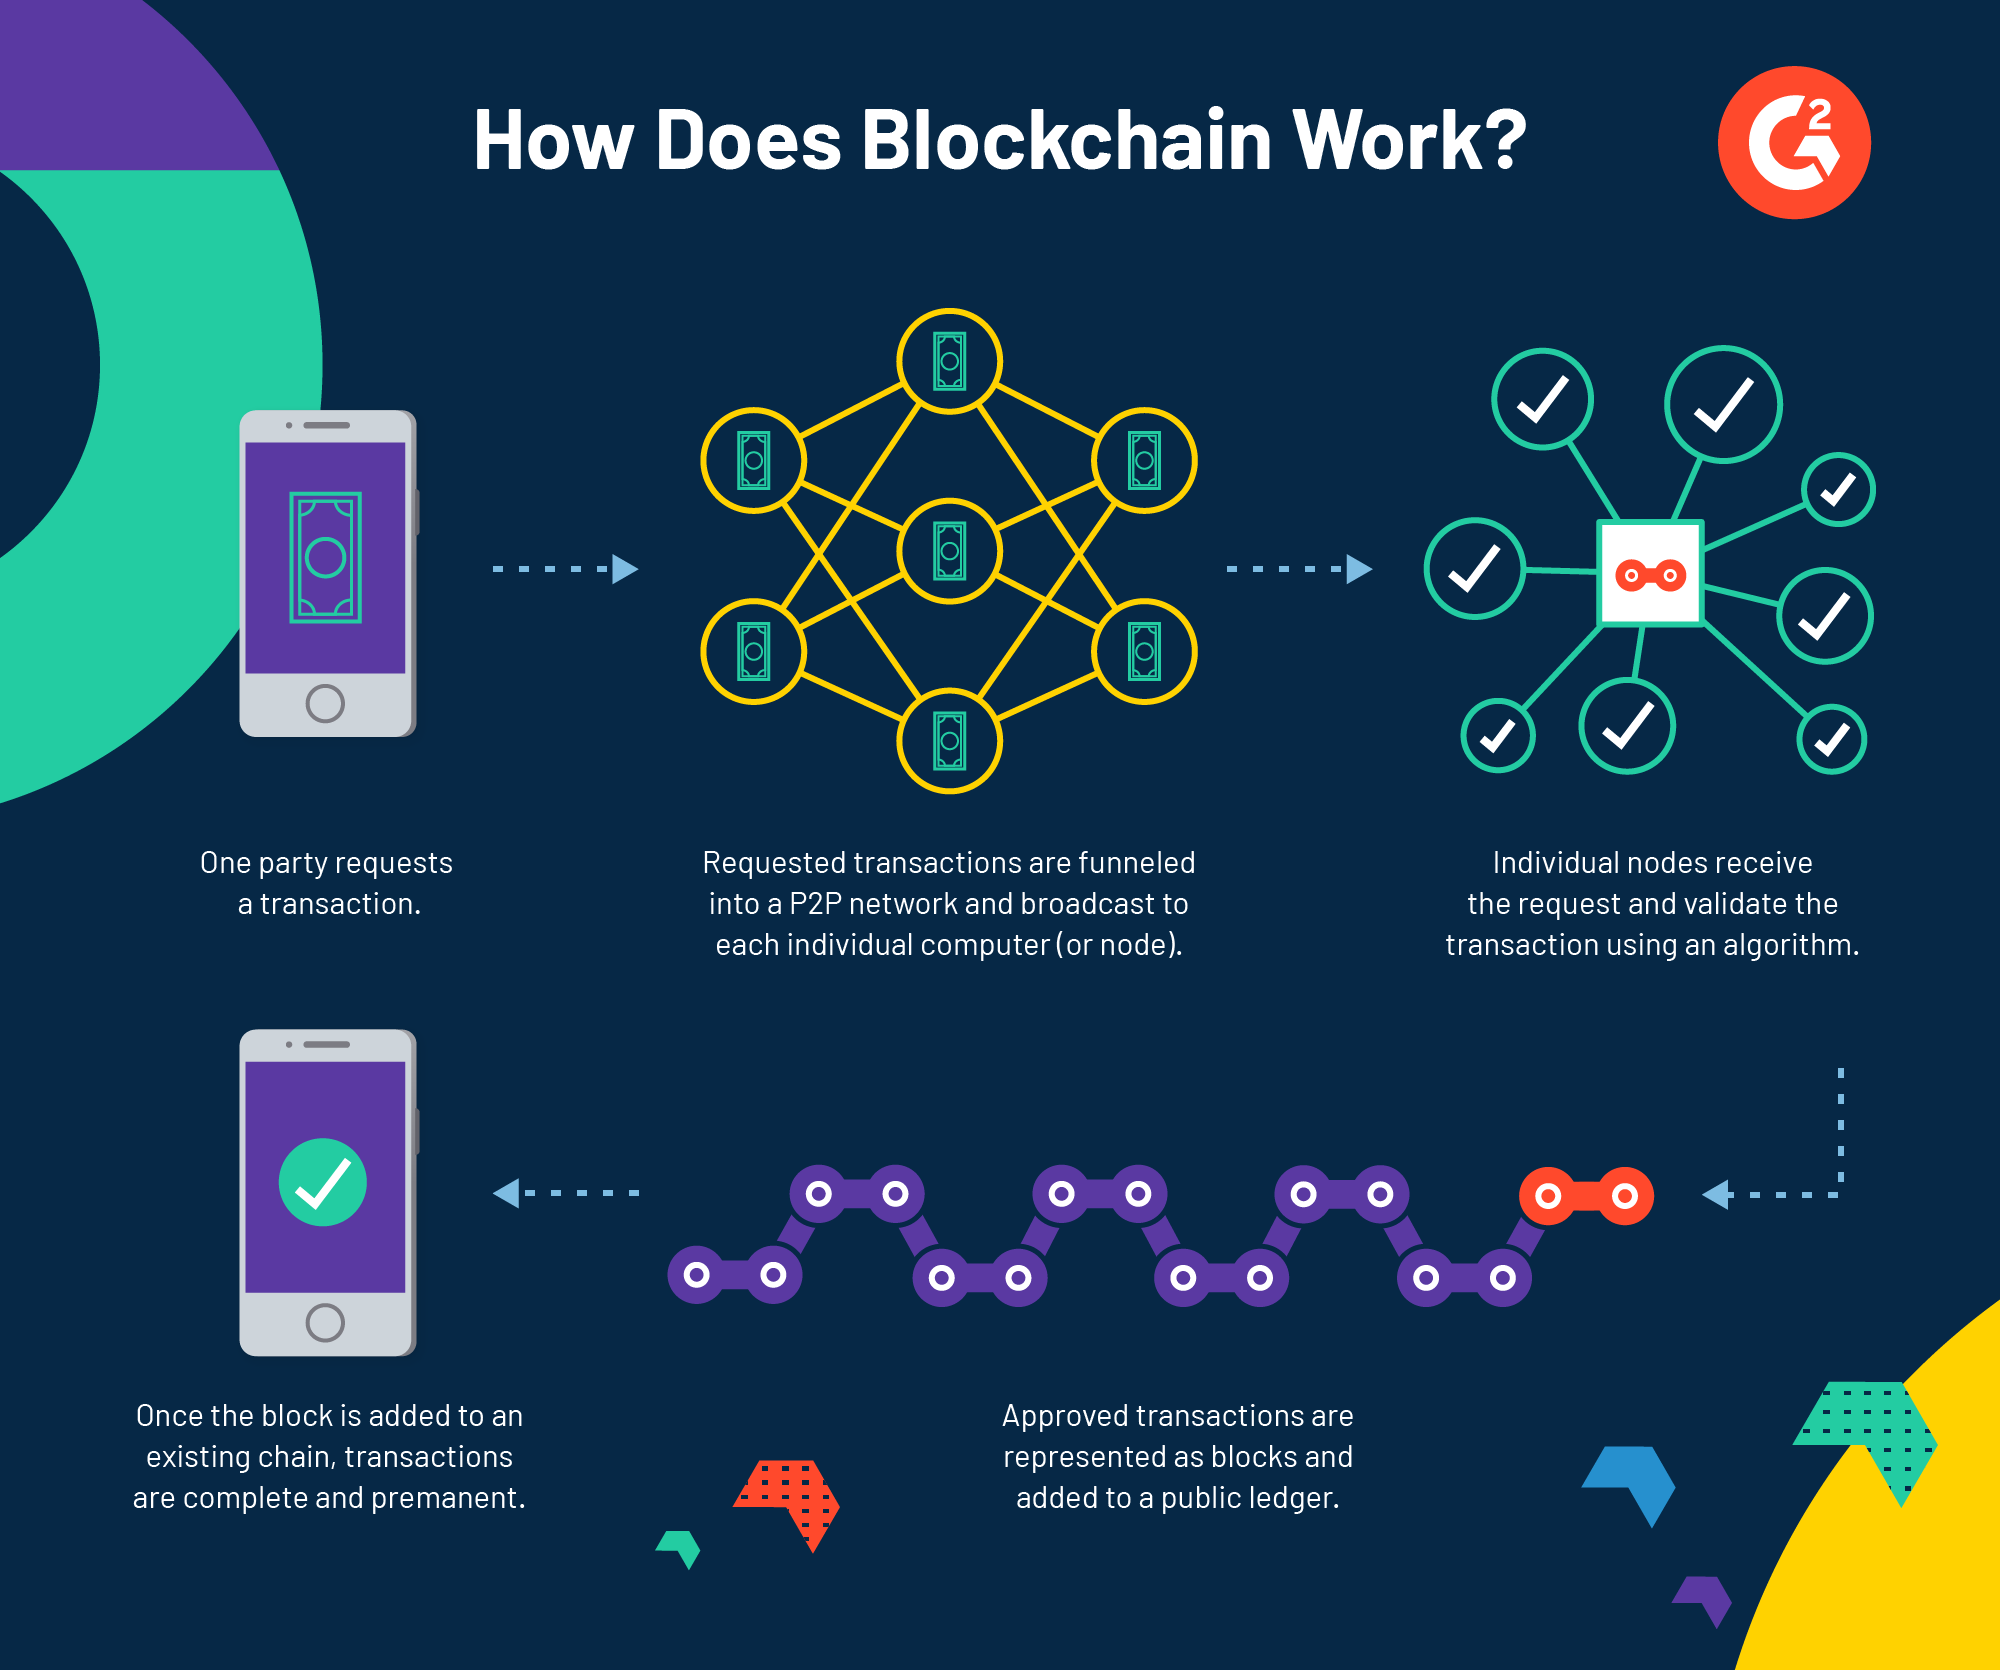 How Does Blockchain Work?
G2
One party requests
a transaction.
Requested transactions are funneled
into a P2P network and broadcast to
each individual computer (or node).
Individual nodes receive
the request and validate the
transaction using an algorithm.
Once the block is added to an
existing chain, transactions
are complete and premanent.
Approved transactions are
represented as blocks and
added to a public ledger.